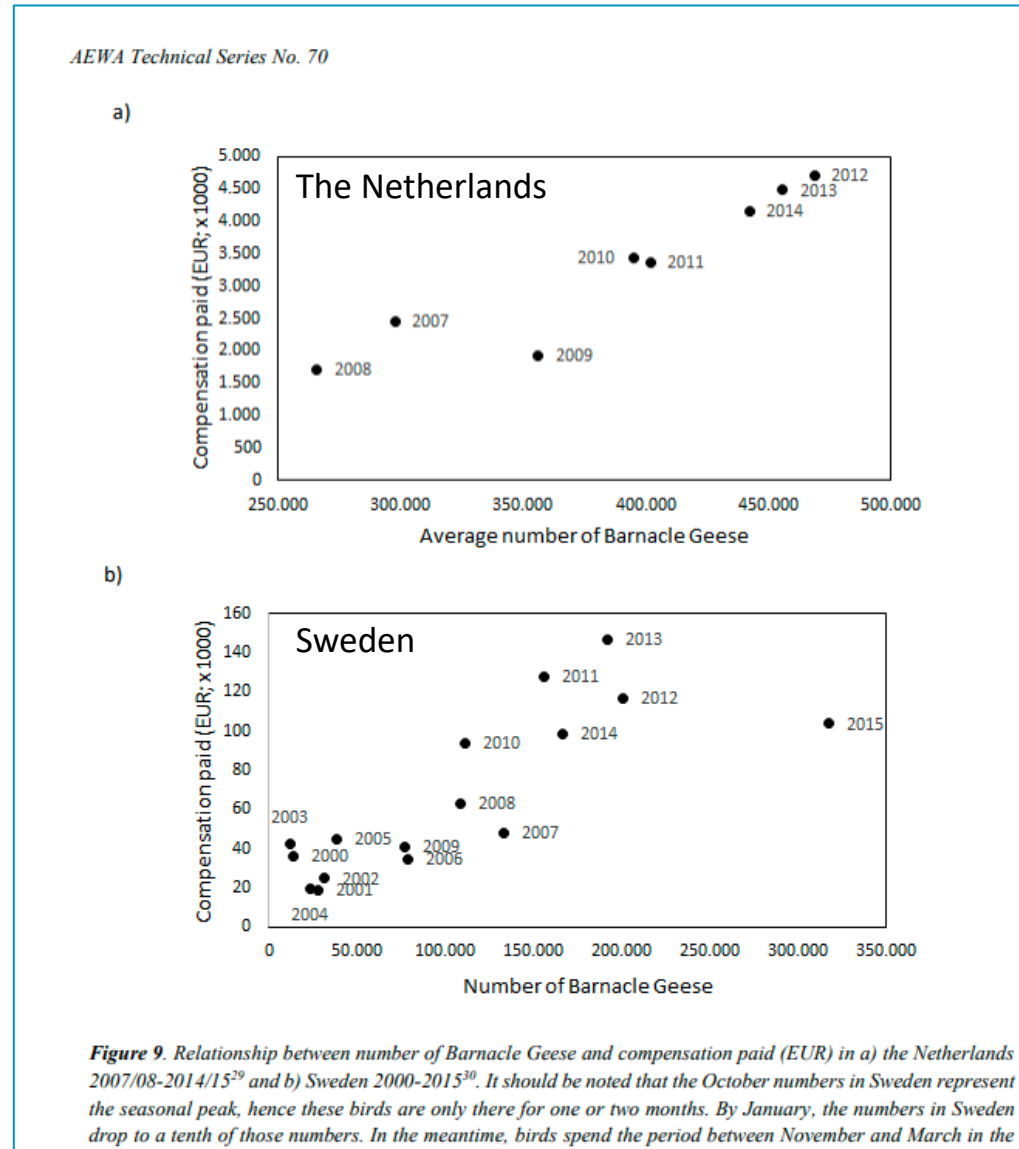 AEWA Technical Series No. 70
a)
The Netherlands
Compensation paid (EUR; x1000)
5.000
4.500
4.000
3.500
3.000
2.500
2.000
1.500
1.000
500
0
2012
2013
2014
2010
2011
2007
2009
2008
250.000 300.000 350.000 400.000 450.000 500.000
Average number of Barnacle Geese
b)
Sweden
Compensation paid (EUR; x1000)
160
140
120
100
80
60
40
20
0
2013
2011
2012
2015
2014
2010
2008
2007
2003
2005
2009
2000
2006
2002
2001
2004
0 50.000 100.000 150.000 200.000 250.000 300.000 350.000
Number of Barnacle Geese
Figure 9. Relationship between number of Barnacle Geese and compensation paid (EUR) in a) the Netherlands
2007/08-2014/15²⁹ and b) Sweden 2000-2015³⁰. It should be noted that the October numbers in Sweden represent
the seasonal peak, hence these birds are only there for one or two months. By January, the numbers in Sweden
drop to a tenth of those numbers. In the meantime, birds spend the period between November and March in the